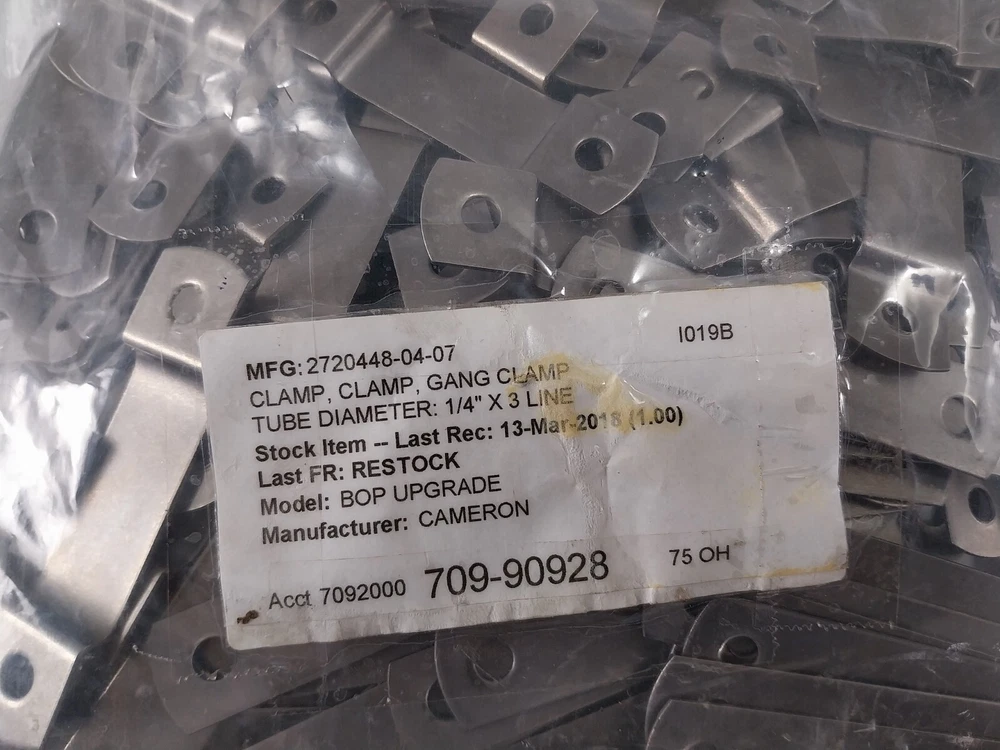 MFG: 2720448-04-07
I019B
CLAMP, CLAMP, GANG CLAMP
TUBE DIAMETER: 1/4" X 3 LINE
Stock Item -- Last Rec: 13-Mar-2018 (1.00)
Last FR: RESTOCK
Model: BOP UPGRADE
Manufacturer: CAMERON
Acct 7092000 709-90928 75 OH